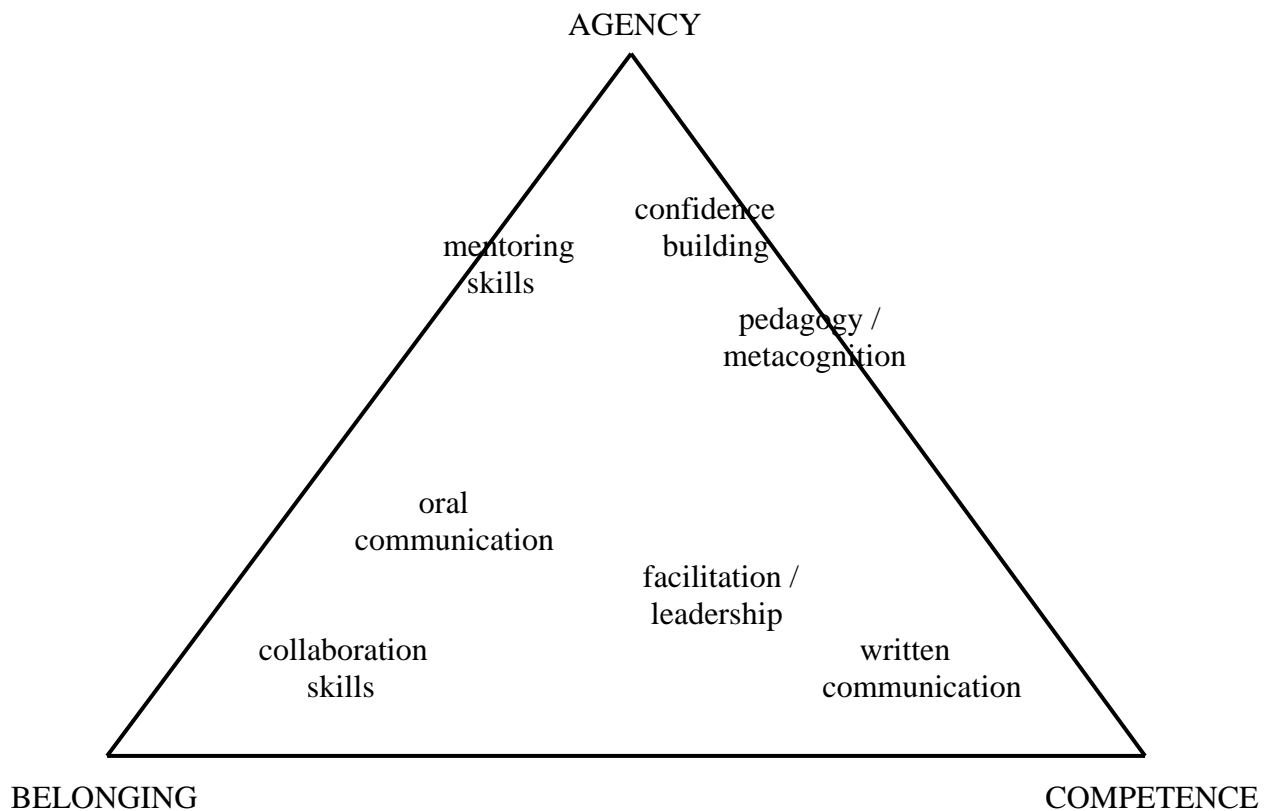 AGENCY
confidence
building
mentoring
skills
pedagogy /
metacognition
oral
communication
facilitation /
leadership
collaboration
skills
written
communication
BELONGING
COMPETENCE